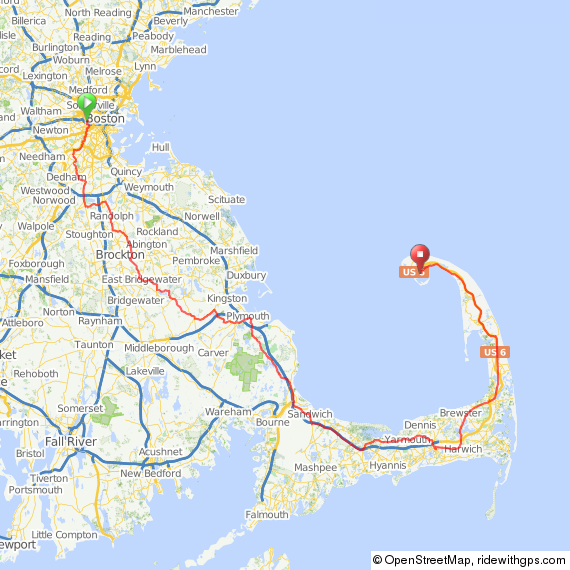 Manchester
Billerica
Beverly
Reading
Peabody
Burlington
Marblehead
Woburn
Lexington
Melrose
Lynn
Medford
Waltham
Boston
Newton
Needham
Hull
Dedham
Quincy
Westwood
Weymouth
Norwood
Scituate
Randolph
Norwell
Walpole
Rockland
Stoughton
Abington
Marshfield
Foxborough
Brockton
Pembroke
Mansfield
East Bridgewater
Duxbury
US 6
Bridgewater
Kingston
Norton
Plymouth
Attleboro
Raynham
Middleborough
Taunton
Carver
US 6
Rehoboth
Lakeville
Somerset
Wareham
Sandwich
Brewster
Bourne
Dennis
Fall River
Yarmouth
Harwich
Bristol
Acushnet
Mashpee
Hyannis
Tiverton
New Bedford
Portsmouth
Falmouth
Little Compton
© OpenStreetMap, ridewithgps.com